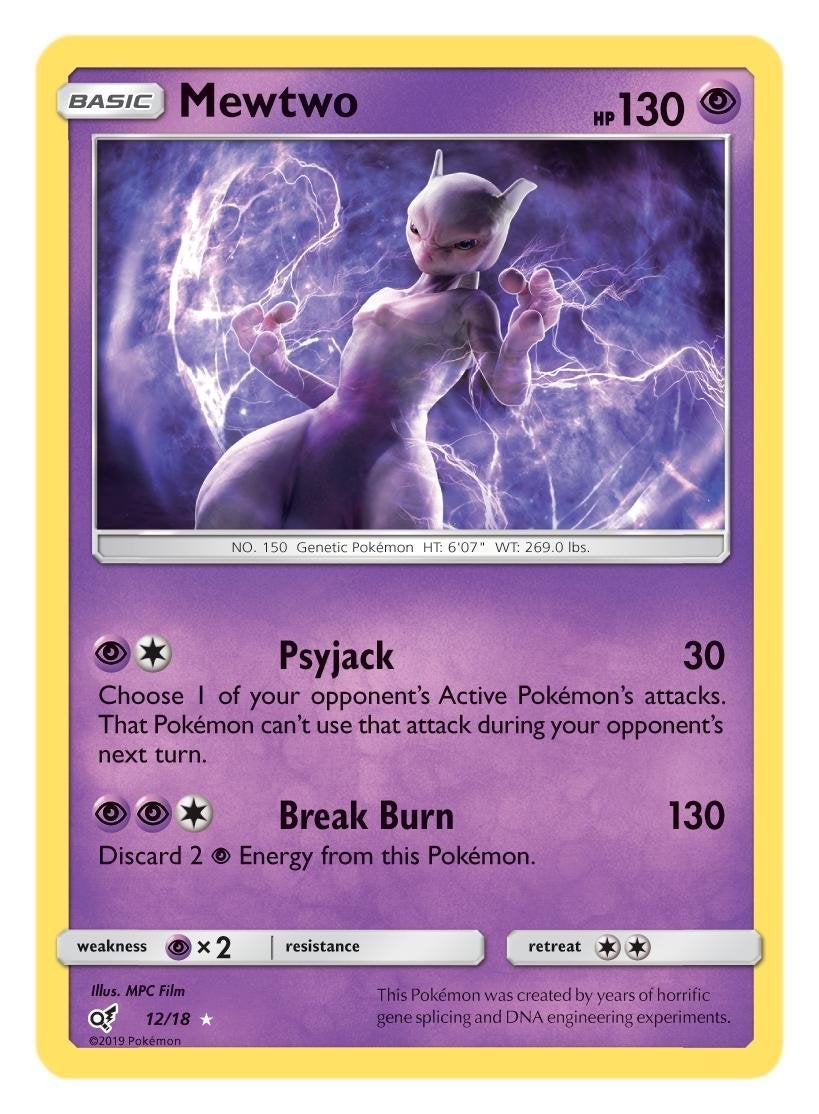 BASIC Mewtwo HP 130
NO. 150 Genetic Pokémon HT: 6'07" WT: 269.0 lbs.
Psyjack 30
Choose 1 of your opponent's Active Pokémon's attacks.
That Pokémon can't use that attack during your opponent's
next turn.
Break Burn 130
Discard 2 Energy from this Pokémon.
weakness ×2 resistance retreat
Illus. MPC Film
12/18
©2019 Pokémon
This Pokémon was created by years of horrific
gene splicing and DNA engineering experiments.